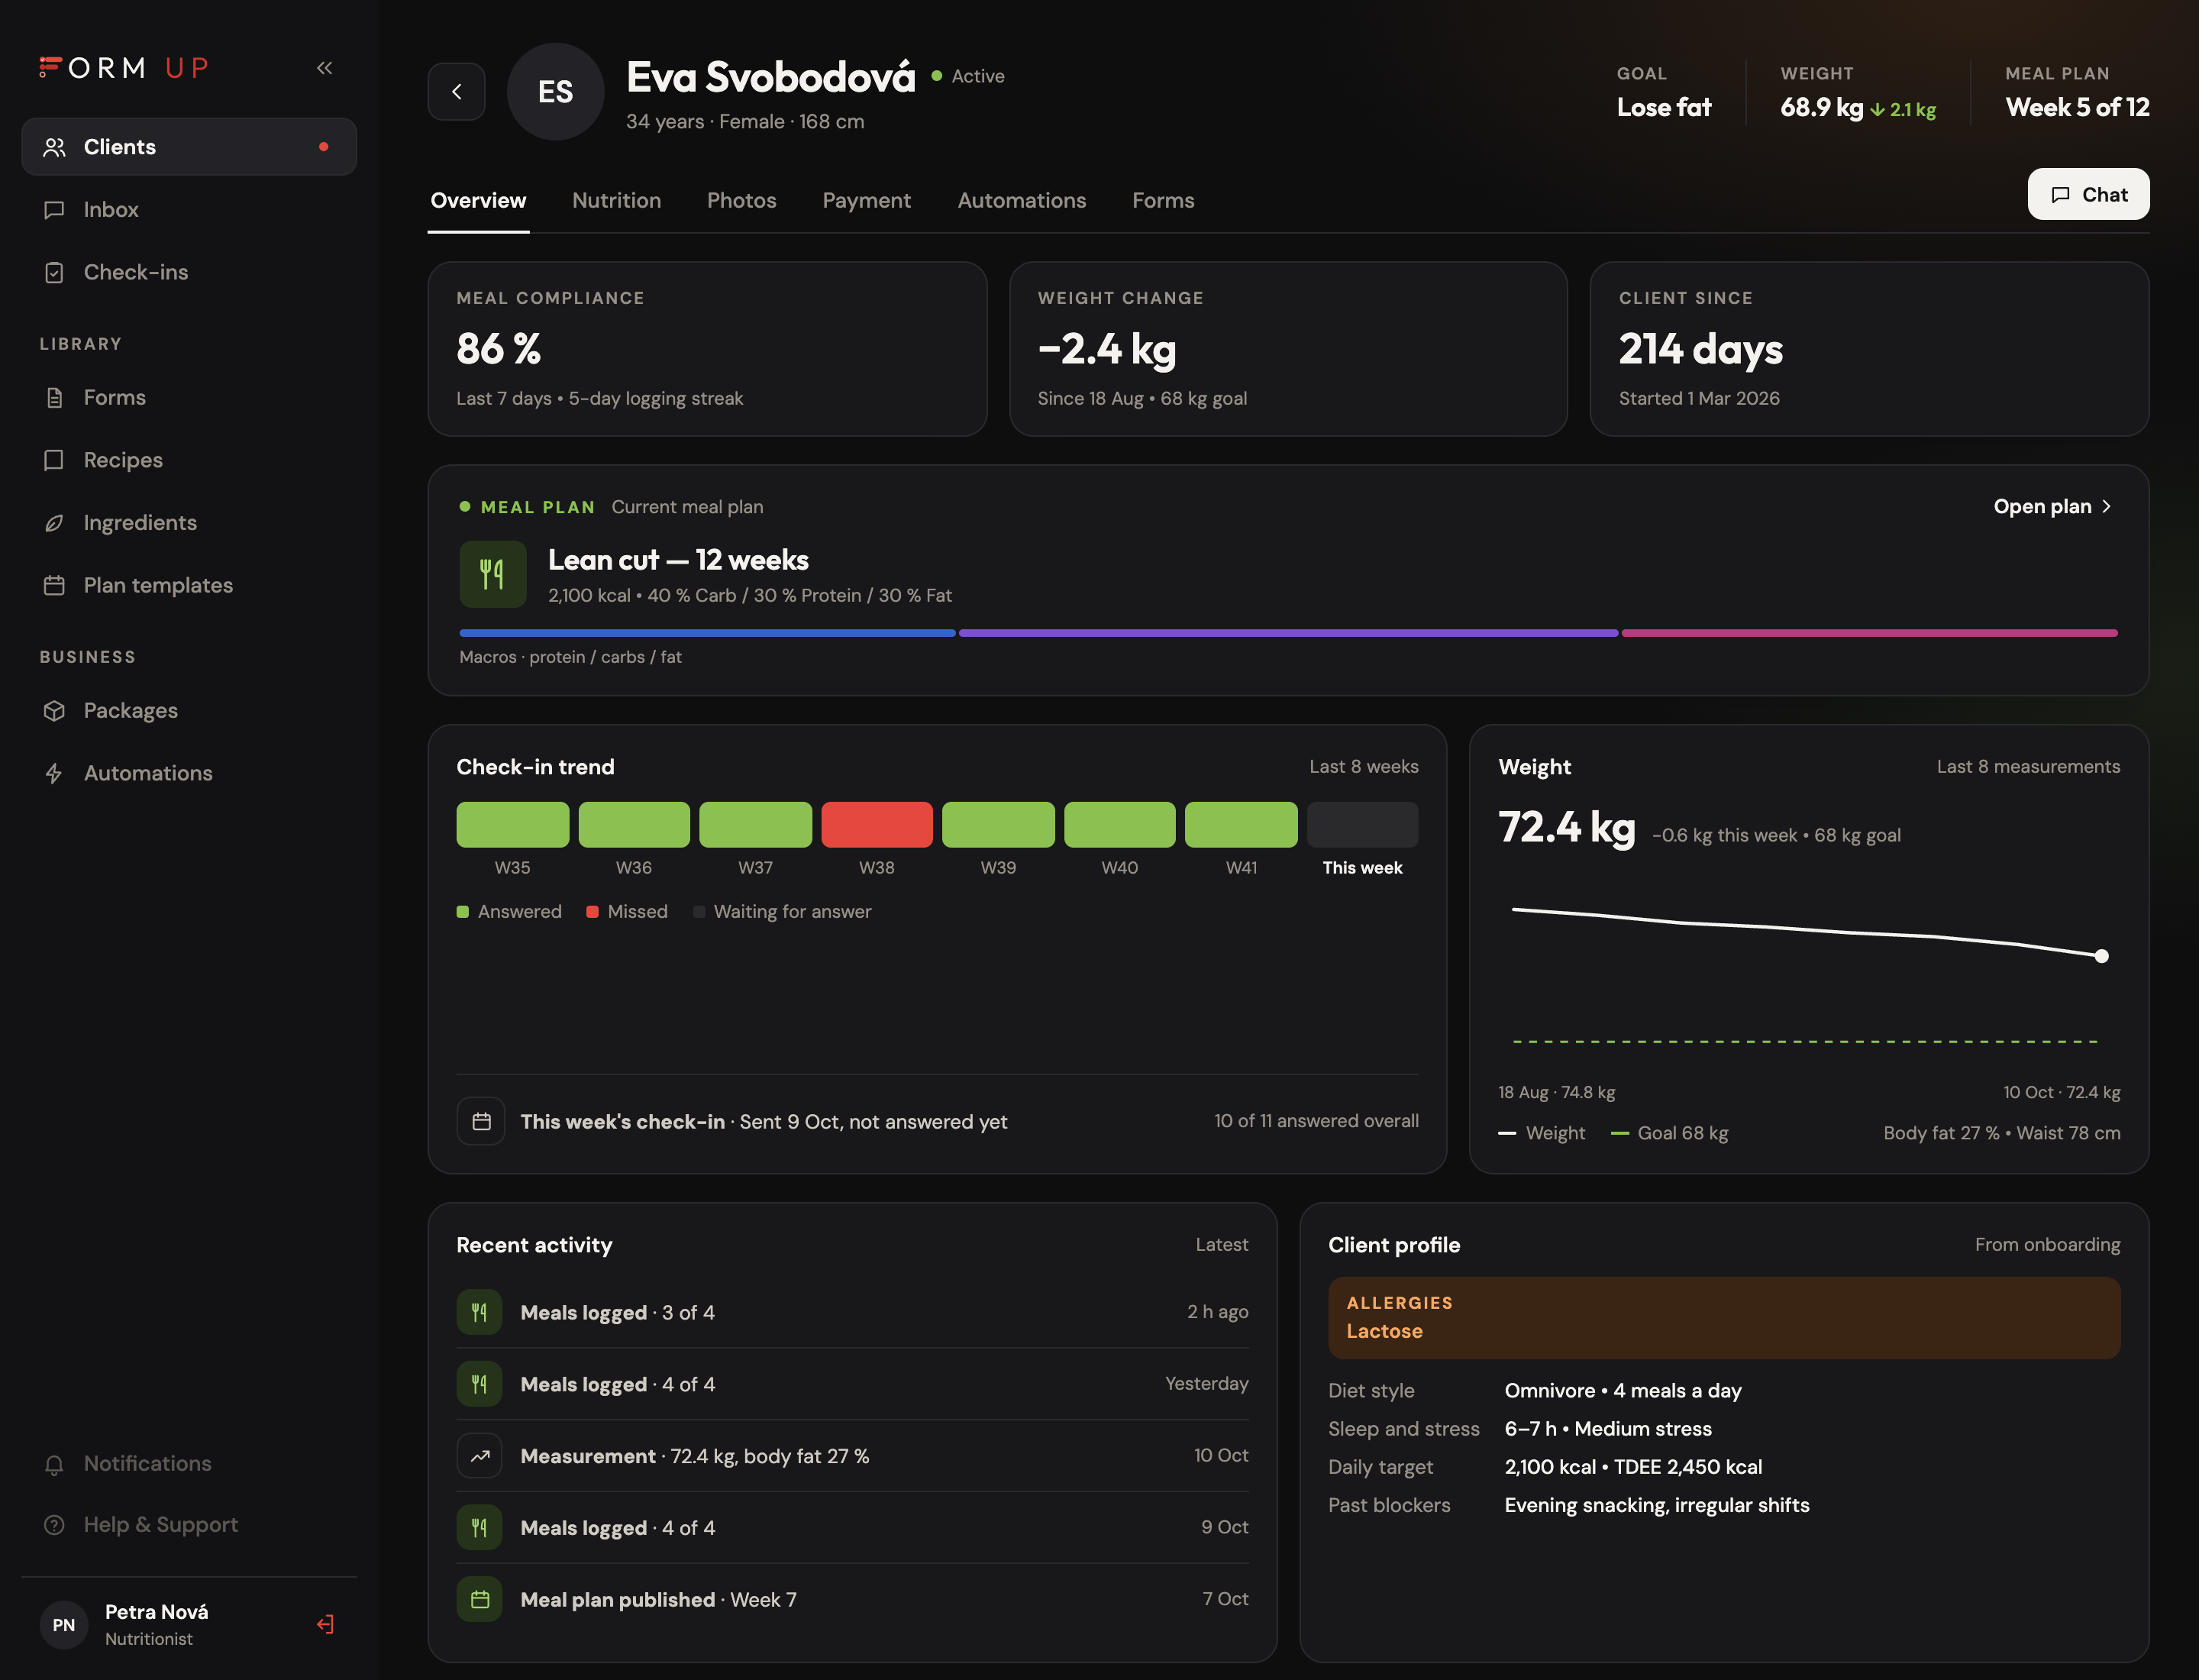 FORM UP
Clients
Inbox
Check-ins
LIBRARY
Forms
Recipes
Ingredients
Plan templates
BUSINESS
Packages
Automations
Notifications
Help & Support
PN
Petra Nová
Nutritionist
ES
Eva Svobodová
Active
34 years · Female · 168 cm
GOAL
Lose fat
WEIGHT
68.9 kg ↓ 2.1 kg
MEAL PLAN
Week 5 of 12
Overview
Nutrition
Photos
Payment
Automations
Forms
Chat
MEAL COMPLIANCE
86 %
Last 7 days • 5-day logging streak
WEIGHT CHANGE
−2.4 kg
Since 18 Aug • 68 kg goal
CLIENT SINCE
214 days
Started 1 Mar 2026
MEAL PLAN Current meal plan
Open plan
Lean cut — 12 weeks
2,100 kcal • 40 % Carb / 30 % Protein / 30 % Fat
Macros · protein / carbs / fat
Check-in trend
Last 8 weeks
W35 W36 W37 W38 W39 W40 W41 This week
Answered Missed Waiting for answer
This week's check-in · Sent 9 Oct, not answered yet
10 of 11 answered overall
Weight
Last 8 measurements
72.4 kg -0.6 kg this week • 68 kg goal
18 Aug · 74.8 kg
10 Oct · 72.4 kg
Weight Goal 68 kg
Body fat 27 % • Waist 78 cm
Recent activity
Latest
Meals logged · 3 of 4
2 h ago
Meals logged · 4 of 4
Yesterday
Measurement · 72.4 kg, body fat 27 %
10 Oct
Meals logged · 4 of 4
9 Oct
Meal plan published · Week 7
7 Oct
Client profile
From onboarding
ALLERGIES
Lactose
Diet style Omnivore • 4 meals a day
Sleep and stress 6–7 h • Medium stress
Daily target 2,100 kcal • TDEE 2,450 kcal
Past blockers Evening snacking, irregular shifts